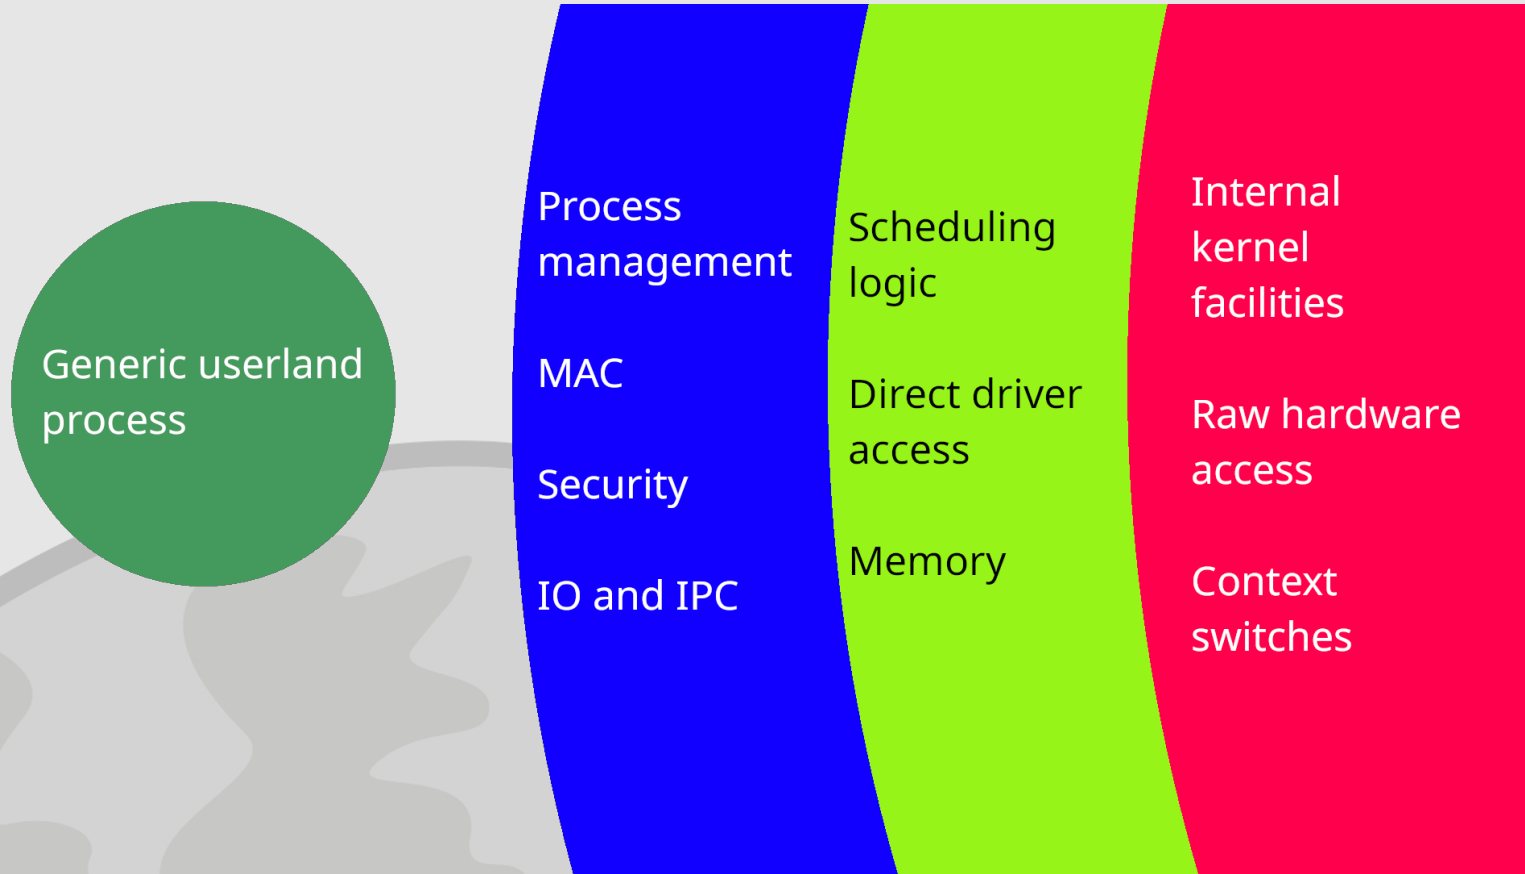 Generic userland
process
Process
management
MAC
Security
IO and IPC
Scheduling
logic
Direct driver
access
Memory
Internal
kernel
facilities
Raw hardware
access
Context
switches